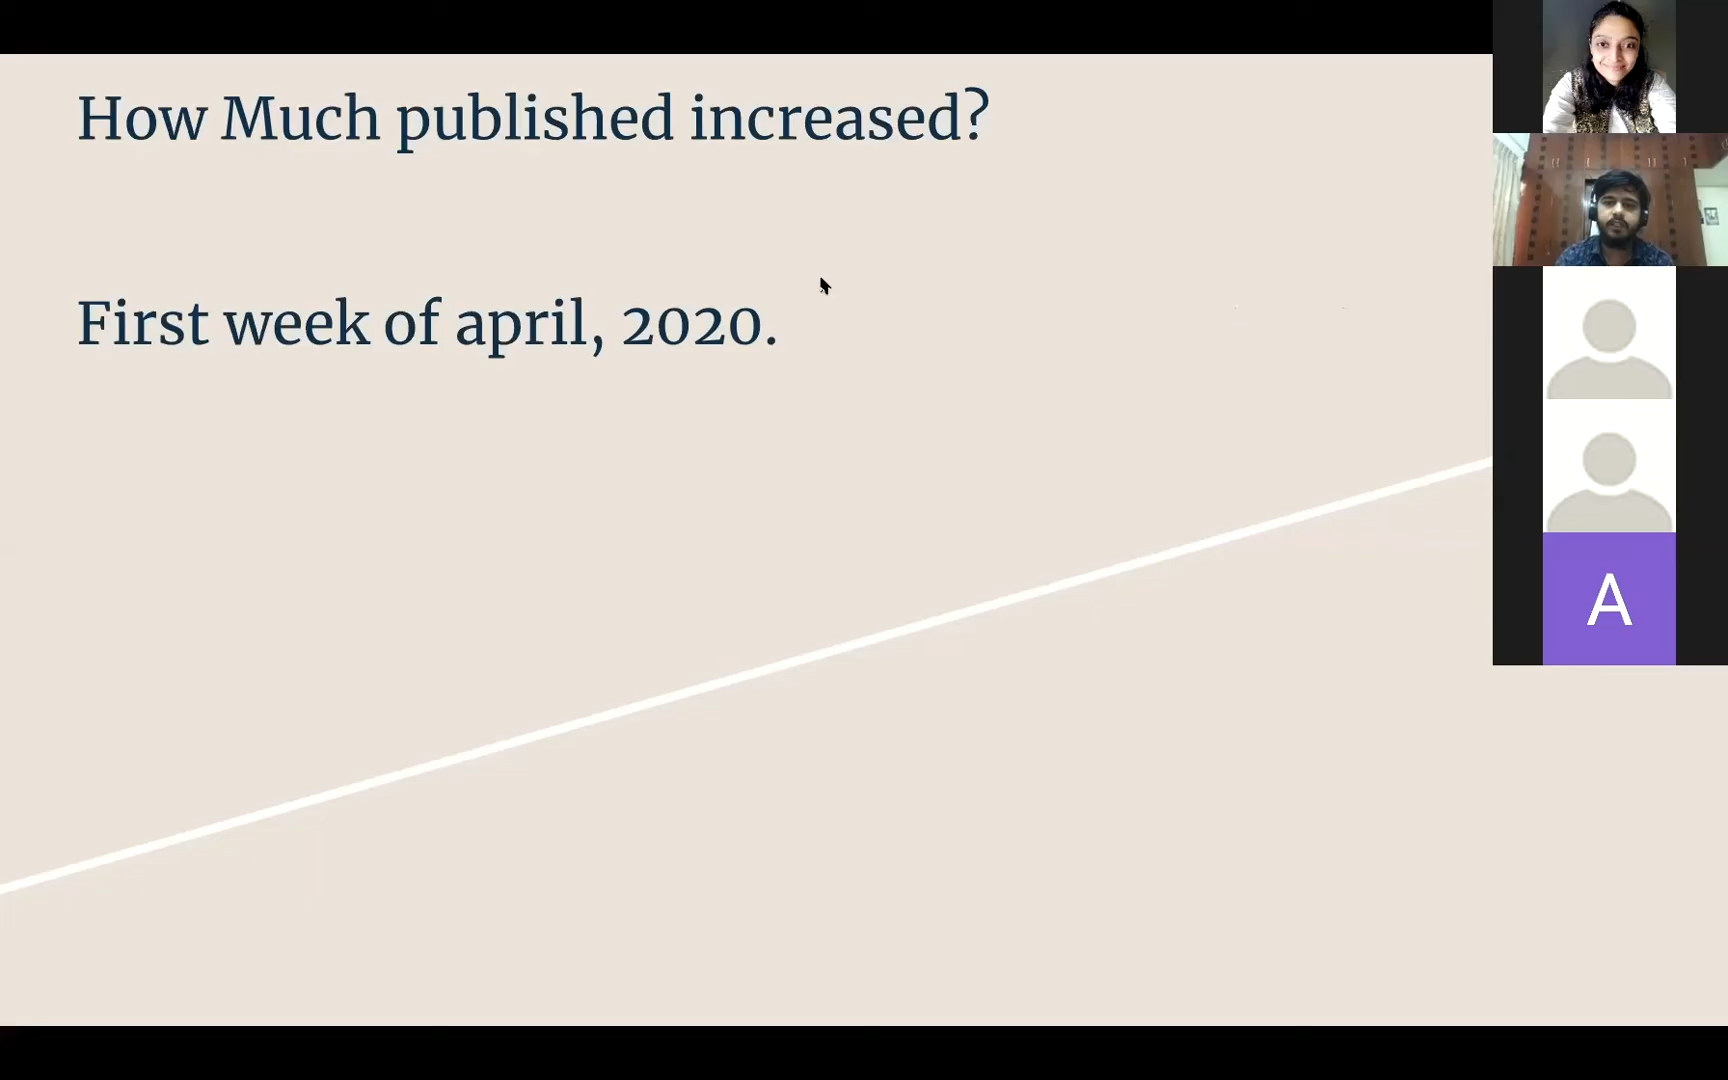 How Much published increased?
First week of april, 2020.
A